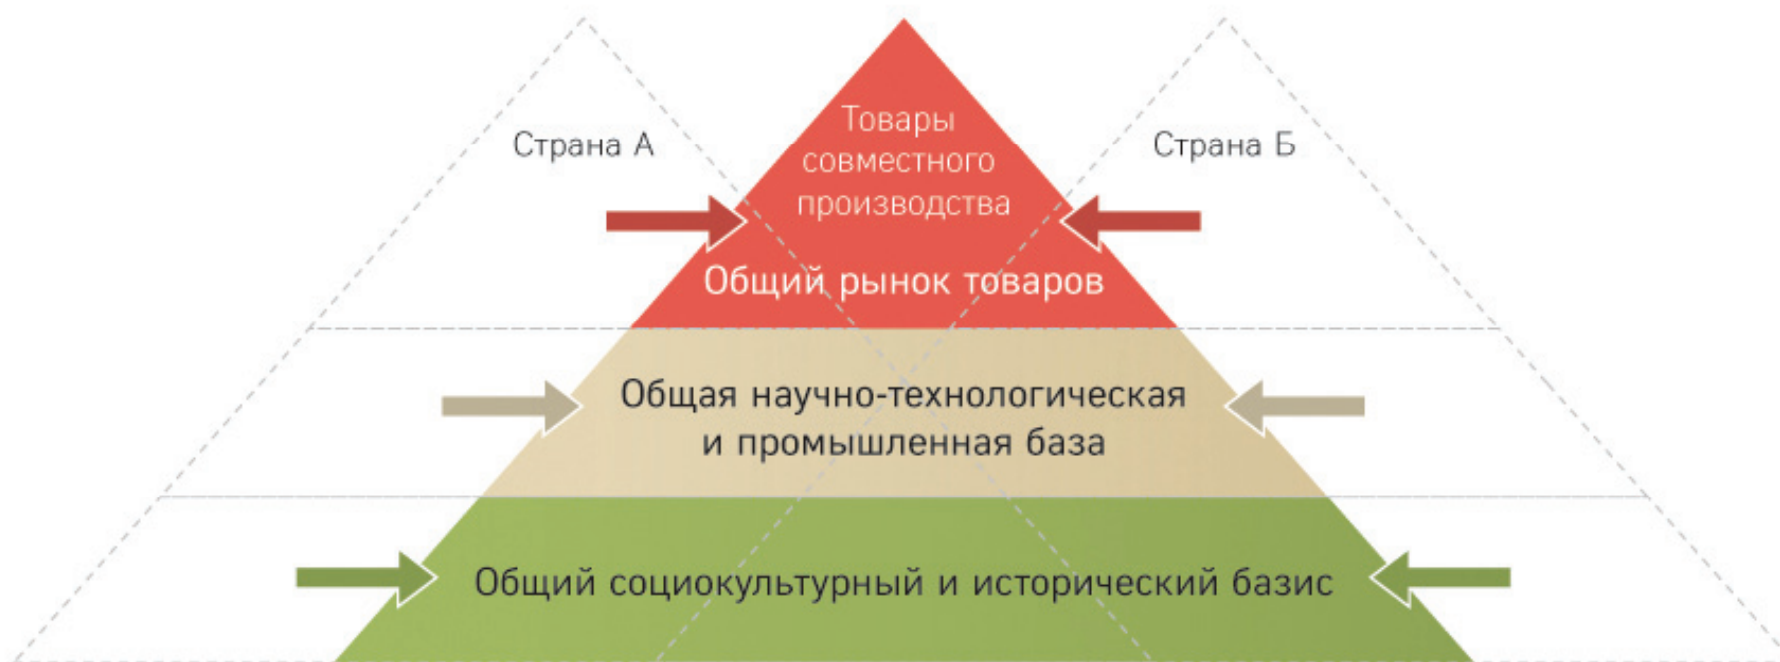 Страна А
Товары
совместного
производства
Страна Б
Общий рынок товаров
Общая научно-технологическая
и промышленная база
Общий социокультурный и исторический базис